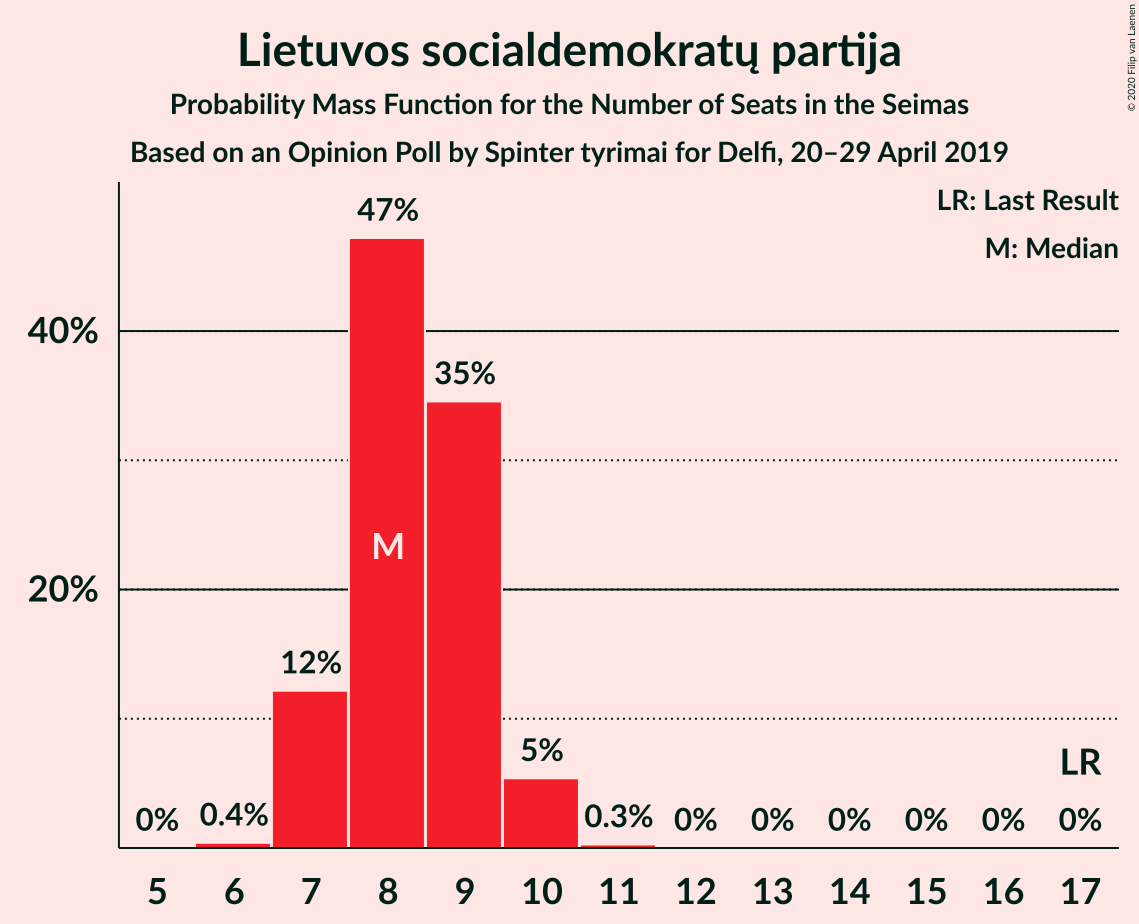 Lietuvos socialdemokratų partija
Probability Mass Function for the Number of Seats in the Seimas
Based on an Opinion Poll by Spinter tyrimai for Delfi, 20–29 April 2019
© 2020 Filip van Laenen
LR: Last Result
M: Median
47%
40%
35%
M
20%
12%
5%
LR
0% 0.4% 0.3% 0% 0% 0% 0% 0% 0%
5 6 7 8 9 10 11 12 13 14 15 16 17